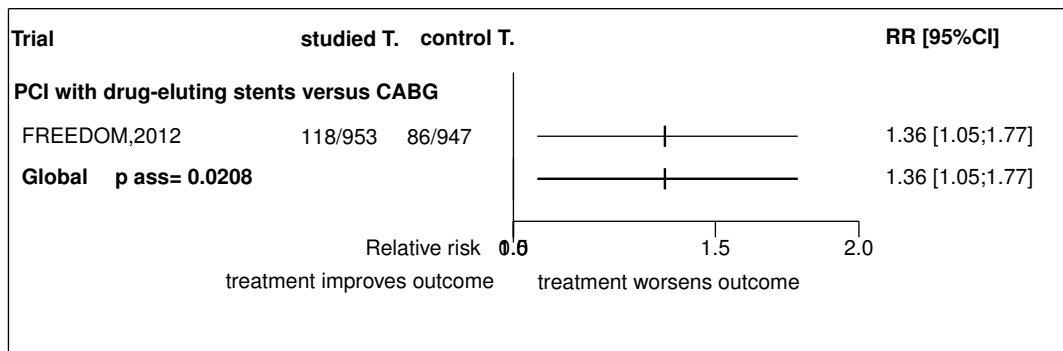 Trial studied T. control T. RR [95%CI]
PCI with drug-eluting stents versus CABG
FREEDOM,2012 118/953 86/947 1.36 [1.05;1.77]
Global p ass= 0.0208 1.36 [1.05;1.77]
Relative risk 1.5 2.0
treatment improves outcome treatment worsens outcome